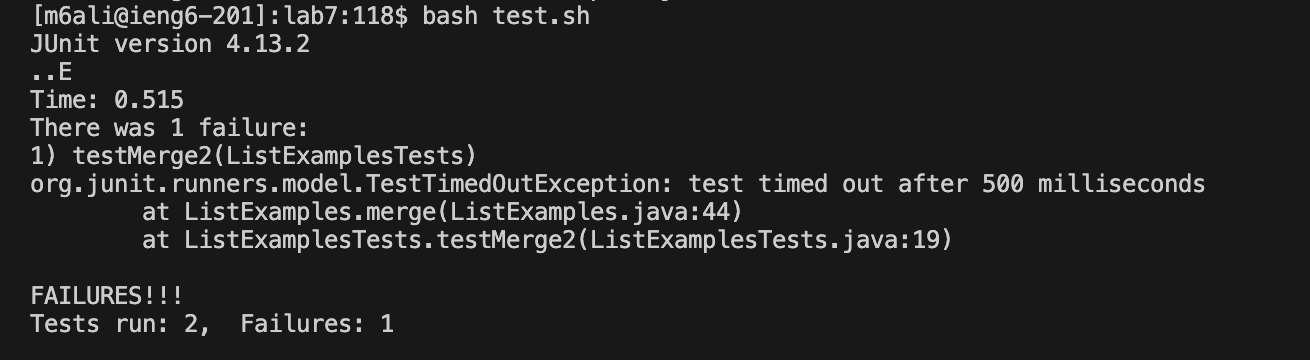 [m6ali@ieng6-201]:lab7:118$ bash test.sh
JUnit version 4.13.2
..E
Time: 0.515
There was 1 failure:
1) testMerge2(ListExamplesTests)
org.junit.runners.model.TestTimedOutException: test timed out after 500 milliseconds
        at ListExamples.merge(ListExamples.java:44)
        at ListExamplesTests.testMerge2(ListExamplesTests.java:19)

FAILURES!!!
Tests run: 2,  Failures: 1